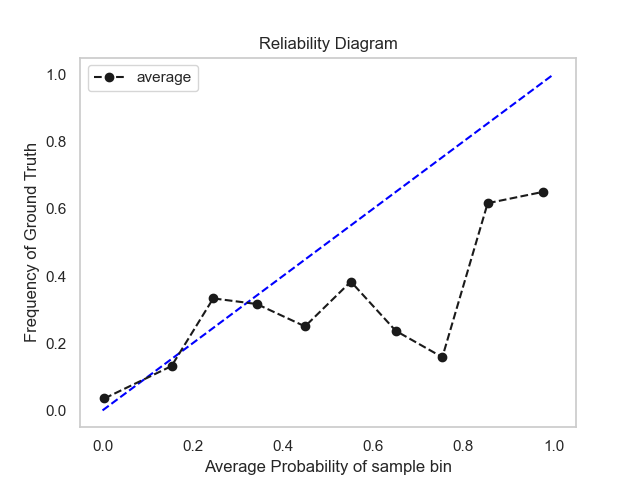 Reliability Diagram
average
Frequency of Ground Truth
1.0
0.8
0.6
0.4
0.2
0.0
0.0 0.2 0.4 0.6 0.8 1.0
Average Probability of sample bin